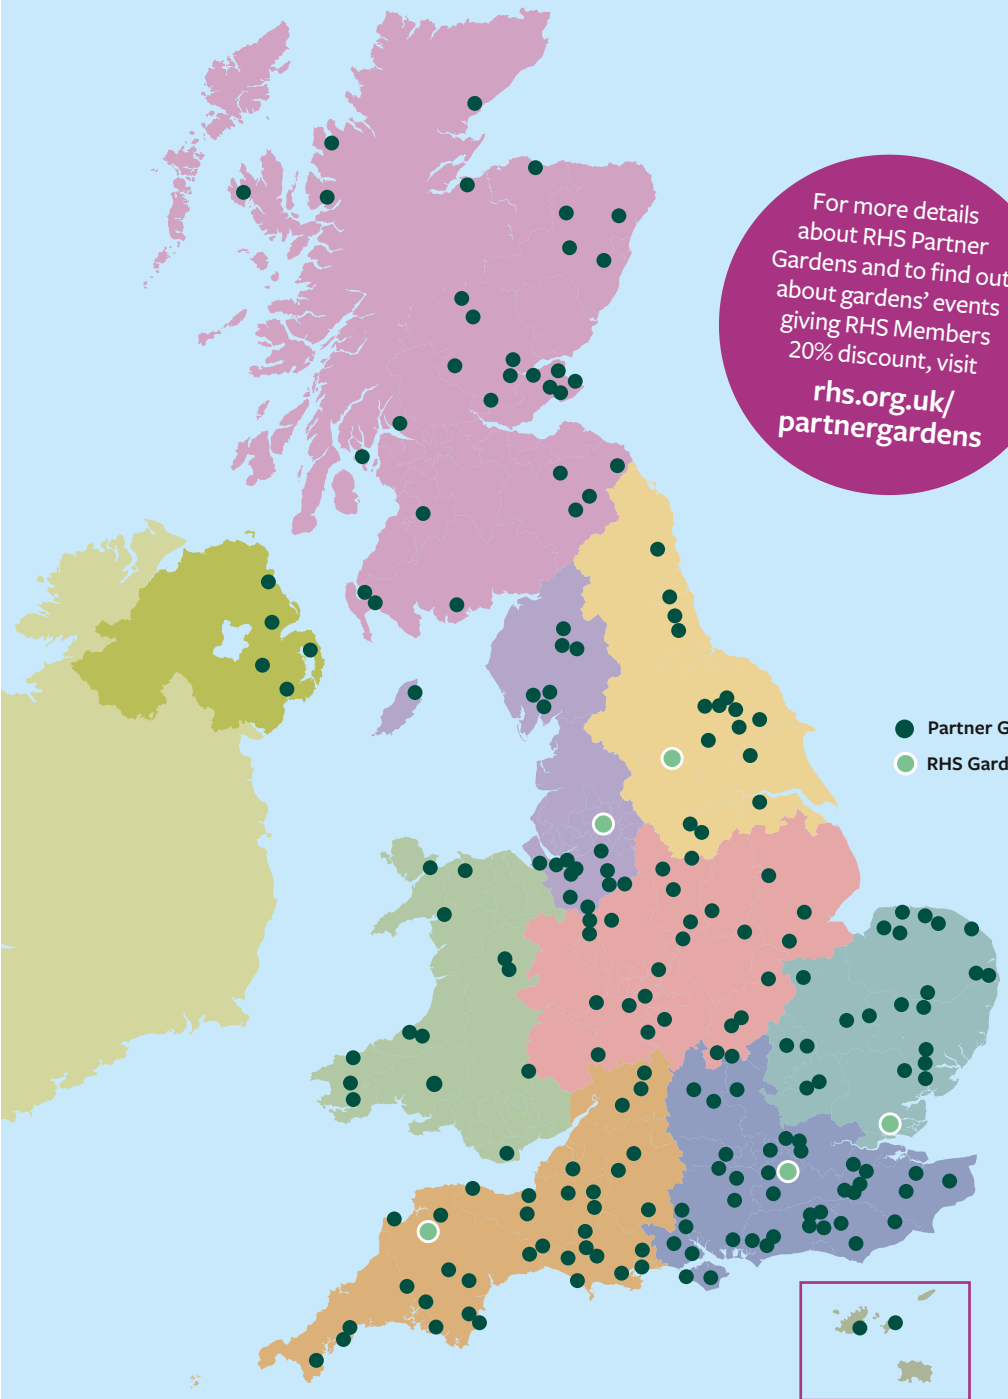 For more details
about RHS Partner
Gardens and to find out
about gardens’ events
giving RHS Members
20% discount, visit
rhs.org.uk/
partnergardens
Partner G
RHS Gard